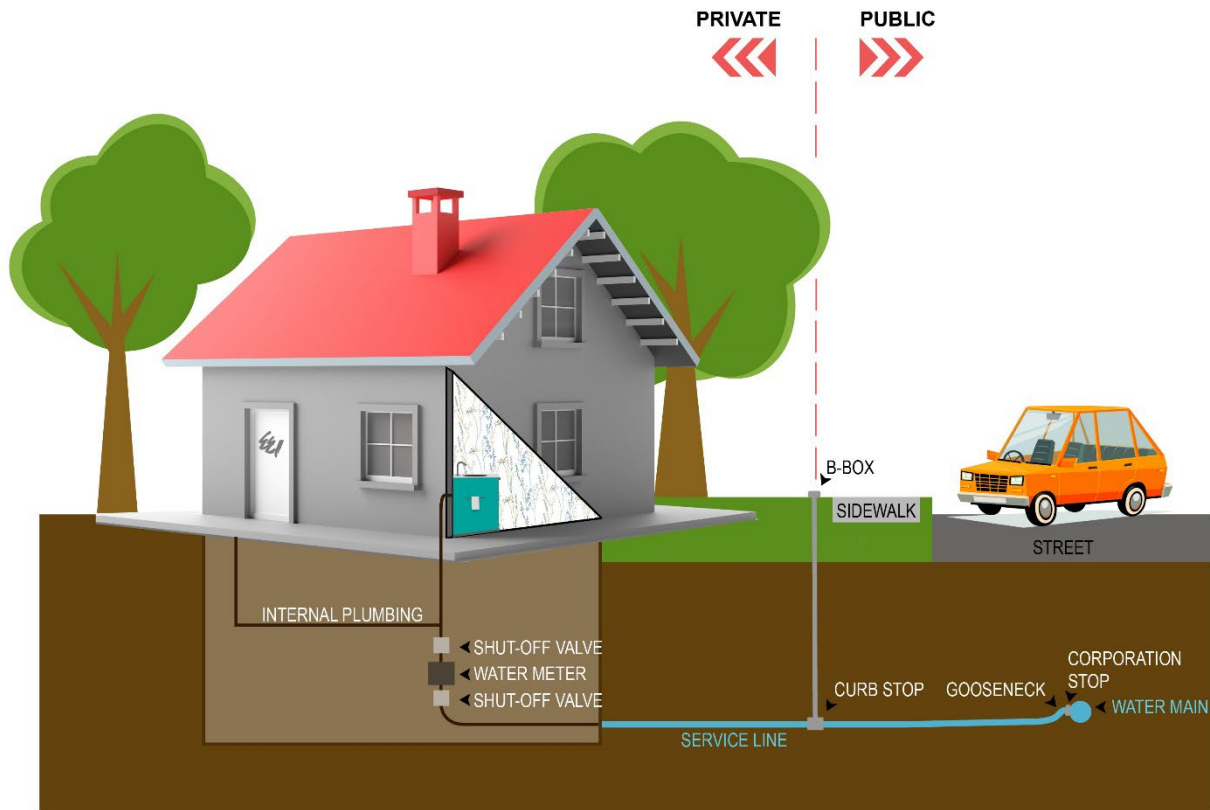 PRIVATE
PUBLIC
B-BOX
SIDEWALK
STREET
INTERNAL PLUMBING
SHUT-OFF VALVE
WATER METER
SHUT-OFF VALVE
CURB STOP
GOOSENECK
CORPORATION
STOP
WATER MAIN
SERVICE LINE